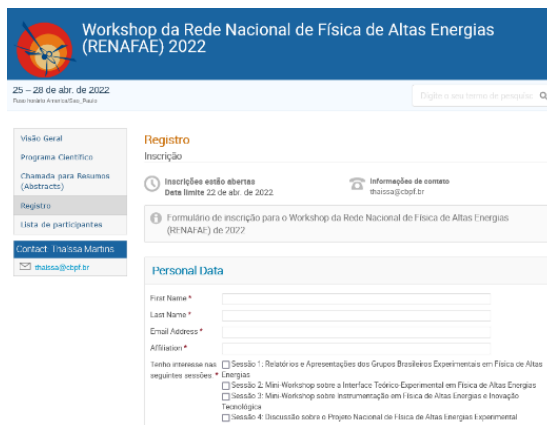 Workshop da Rede Nacional de Física de Altas Energias
(RENAFAE) 2022
25 – 28 de abr. de 2022
Fuso horário America/Sao_Paulo
Digite o seu termo de pesquisa
Visão Geral
Programa Científico
Chamada para Resumos
(Abstracts)
Registro
Lista de participantes
Contact: Thaíssa Martins
thaissa@cbpf.br
Registro
Inscrição
Inscrições estão abertas
Data limite 22 de abr. de 2022
Informações de contato
thaissa@cbpf.br
Formulário de inscrição para o Workshop da Rede Nacional de Física de Altas Energias
(RENAFAE) de 2022
Personal Data
First Name *
Last Name *
Email Address *
Affiliation *
Tenho interesse nas
seguintes sessões: *
Sessão 1: Relatórios e Apresentações dos Grupos Brasileiros Experimentais em Física de Altas
Energias
Sessão 2: Mini-Workshop sobre a Interface Teórico-Experimental em Física de Altas Energias
Sessão 3: Mini-Workshop sobre Instrumentação em Física de Altas Energias e Inovação
Tecnológica
Sessão 4: Discussão sobre o Projeto Nacional de Física de Altas Energias Experimental